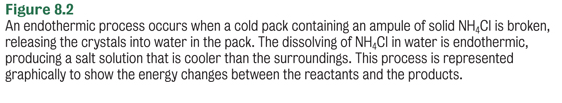 Figure 8.2
An endothermic process occurs when a cold pack containing an ampule of solid NH₄Cl is broken,
releasing the crystals into water in the pack. The dissolving of NH₄Cl in water is endothermic,
producing a salt solution that is cooler than the surroundings. This process is represented
graphically to show the energy changes between the reactants and the products.